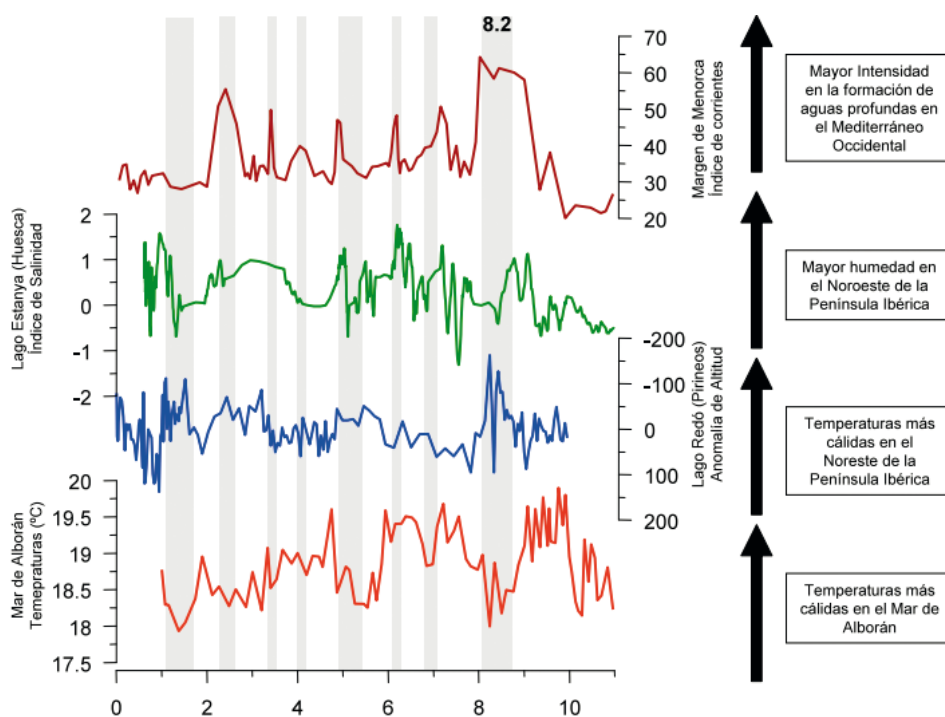 8.2
70
60
50
40
30
20
Margen de Menorca
Índice de corrientes
Mayor Intensidad
en la formación de
aguas profundas en
el Mediterráneo
Occidental
2
1
0
-1
-2
Lago Estanya (Huesca)
Índice de Salinidad
Mayor humedad en
el Noroeste de la
Península Ibérica
-200
-100
0
100
200
Lago Redó (Pirineos)
Anomalía de Altitud
Temperaturas más
cálidas en el
Noreste de la
Península Ibérica
20
19.5
19
18.5
18
17.5
Mar de Alborán
Temepraturas (ºC)
Temperaturas más
cálidas en el Mar de
Alborán
0 2 4 6 8 10